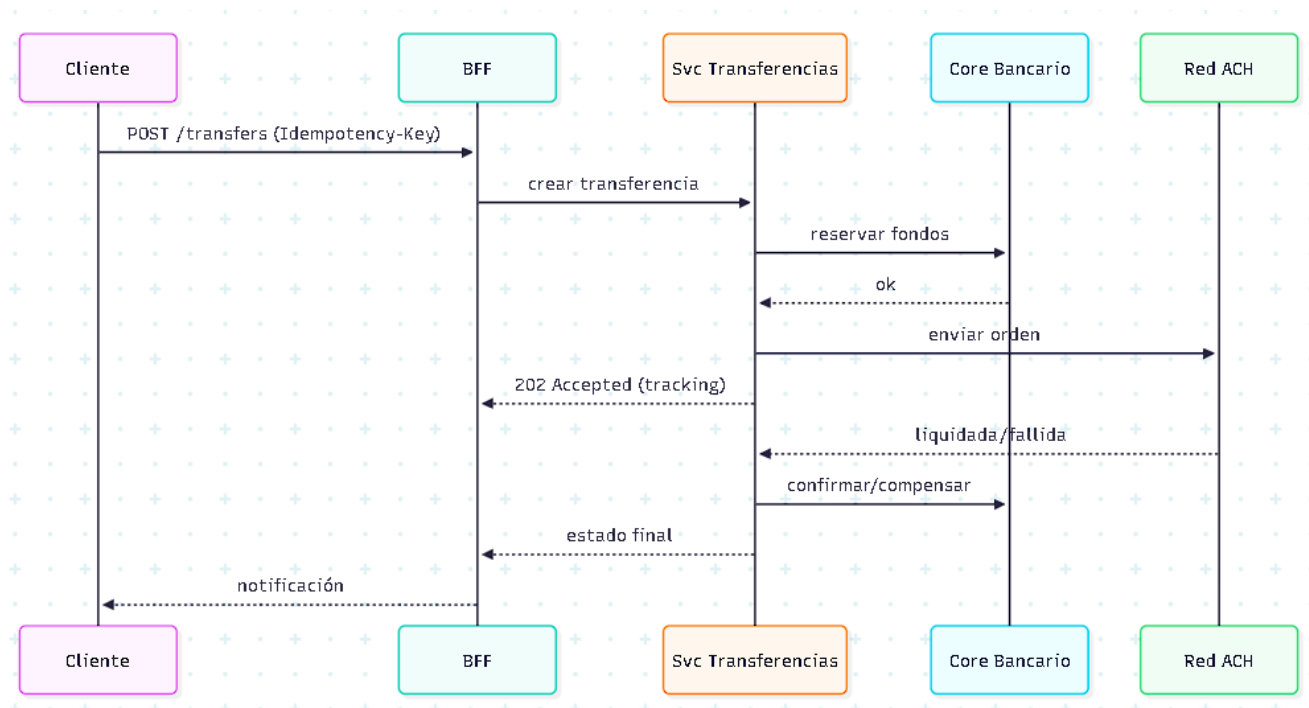 Cliente
BFF
Svc Transferencias
Core Bancario
Red ACH
POST /transfers (Idempotency-Key)
crear transferencia
reservar fondos
ok
enviar orden
202 Accepted (tracking)
liquidada/fallida
confirmar/compensar
estado final
notificación
Cliente
BFF
Svc Transferencias
Core Bancario
Red ACH